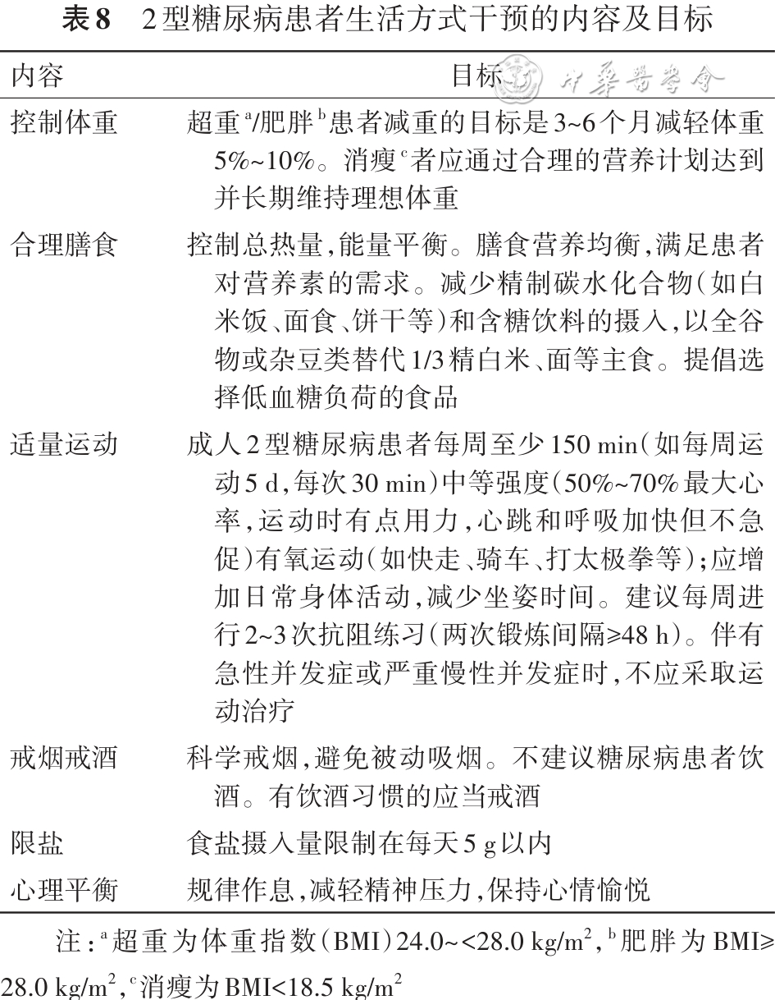 表8 2型糖尿病患者生活方式干预的内容及目标
内容 目标
中华医学会
控制体重 超重ᵃ/肥胖ᵇ患者减重的目标是3~6个月减轻体重
5%~10%。消瘦ᶜ者应通过合理的营养计划达到
并长期维持理想体重
合理膳食 控制总热量,能量平衡。膳食营养均衡,满足患者
对营养素的需求。减少精制碳水化合物(如白
米饭、面食、饼干等)和含糖饮料的摄入,以全谷
物或杂豆类替代1/3精白米、面等主食。提倡选
择低血糖负荷的食品
适量运动 成人2型糖尿病患者每周至少150 min(如每周运
动5 d,每次30 min)中等强度(50%~70%最大心
率,运动时有点用力,心跳和呼吸加快但不急
促)有氧运动(如快走、骑车、打太极拳等);应增
加日常身体活动,减少坐姿时间。建议每周进
行2~3次抗阻练习(两次锻炼间隔≥48 h)。伴有
急性并发症或严重慢性并发症时,不应采取运
动治疗
戒烟戒酒 科学戒烟,避免被动吸烟。不建议糖尿病患者饮
酒。有饮酒习惯的应当戒酒
限盐 食盐摄入量限制在每天5 g以内
心理平衡 规律作息,减轻精神压力,保持心情愉悦
注:ᵃ超重为体重指数(BMI)24.0~<28.0 kg/m²,ᵇ肥胖为BMI≥
28.0 kg/m²,ᶜ消瘦为BMI<18.5 kg/m²